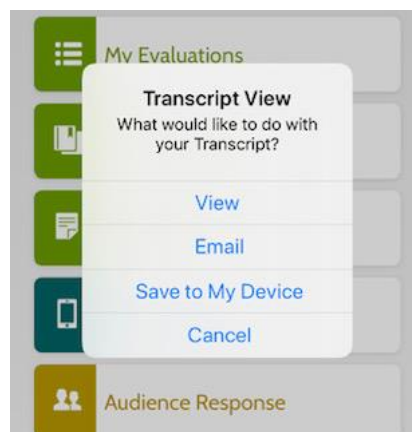 My Evaluations
Transcript View
What would like to do with
your Transcript?
View
Email
Save to My Device
Cancel
Audience Response